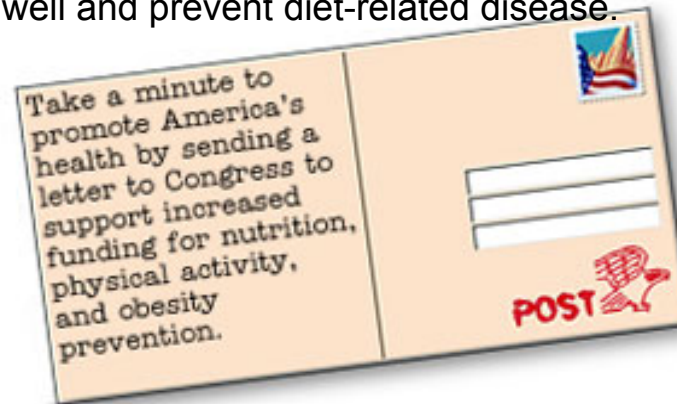 well and prevent diet-related disease.
Take a minute to
promote America's
health by sending a
letter to Congress to
support increased
funding for nutrition,
physical activity,
and obesity
prevention.
POST